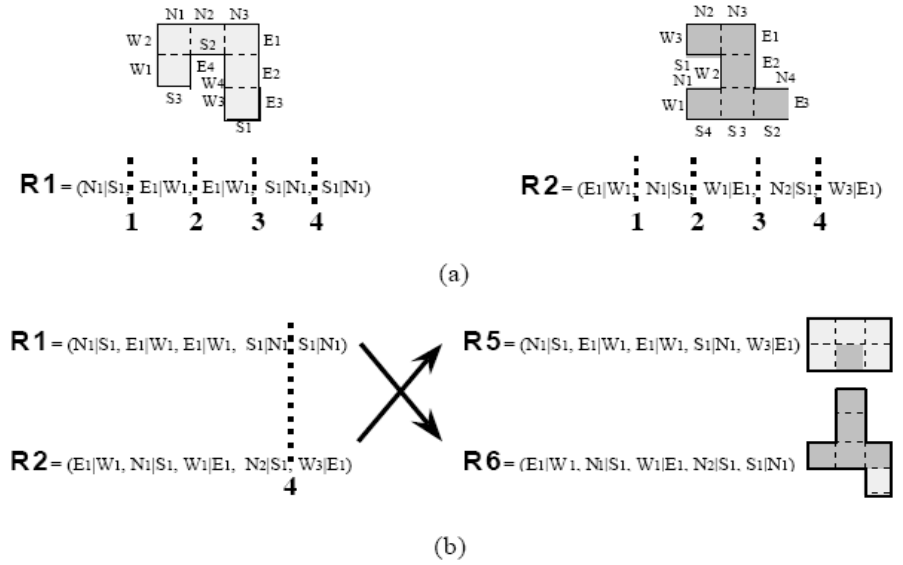 N1 N2 N3
W2 S2 E1
W1 E4 W4 E2
S3 W3 E3
S1
N2 N3
W3 E1
S1 W2 E2
N1 N4
W1 E3
S4 S3 S2
R1 = (N1|S1, E1|W1, E1|W1, S1|N1, S1|N1)
1 2 3 4
R2 = (E1|W1, N1|S1, W1|E1, N2|S1, W3|E1)
1 2 3 4
(a)
R1 = (N1|S1, E1|W1, E1|W1, S1|N1, S1|N1)
R5 = (N1|S1, E1|W1, E1|W1, S1|N1, W3|E1)
R2 = (E1|W1, N1|S1, W1|E1, N2|S1, W3|E1)
4
R6 = (E1|W1, N1|S1, W1|E1, N2|S1, S1|N1)
(b)